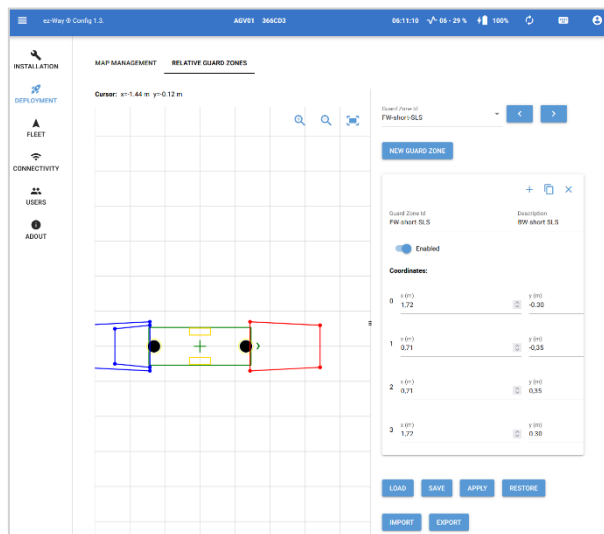 ez-Way ® Config 1.3. AGV01 366CD3 06:11:10 06 - 29 % 100%
INSTALLATION
DEPLOYMENT
FLEET
CONNECTIVITY
USERS
ABOUT
MAP MANAGEMENT RELATIVE GUARD ZONES
Cursor: x=-1.44 m y=-0.12 m
Guard Zone Id
FW-short-SLS
NEW GUARD ZONE
Guard Zone Id Description
FW-short-SLS BW short SLS
Enabled
Coordinates:
x (m) y (m)
0 1,72 -0.30
x (m) y (m)
1 0,71 -0,35
x (m) y (m)
2 0,71 0,35
x (m) y (m)
3 1,72 0.30
LOAD SAVE APPLY RESTORE
IMPORT EXPORT